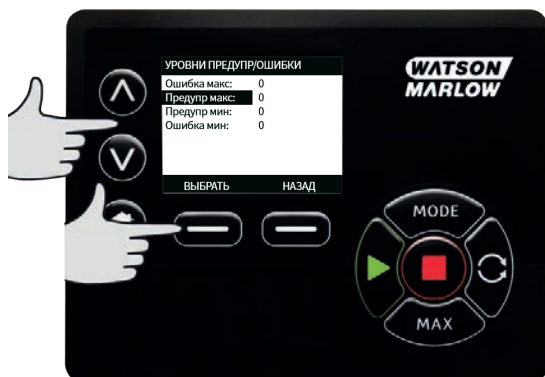 УРОВНИ ПРЕДУПР/ОШИБКИ
Ошибка макс: 0
Предупр макс: 0
Предупр мин: 0
Ошибка мин: 0
ВЫБРАТЬ НАЗАД
WATSON
MARLOW
MODE
MAX